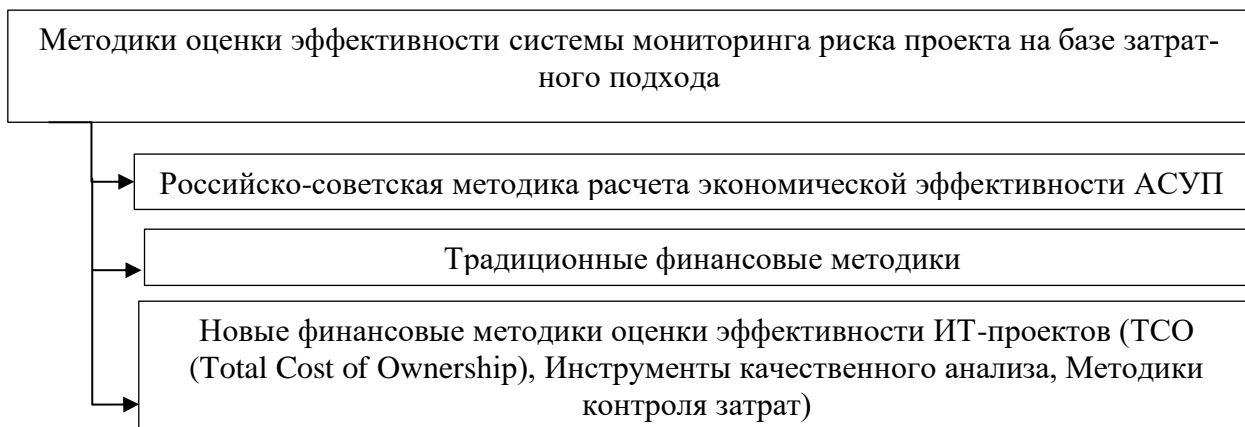 Методики оценки эффективности системы мониторинга риска проекта на базе затрат-
ного подхода
Российско-советская методика расчета экономической эффективности АСУП
Традиционные финансовые методики
Новые финансовые методики оценки эффективности ИТ-проектов (TCO
(Total Cost of Ownership), Инструменты качественного анализа, Методики
контроля затрат)